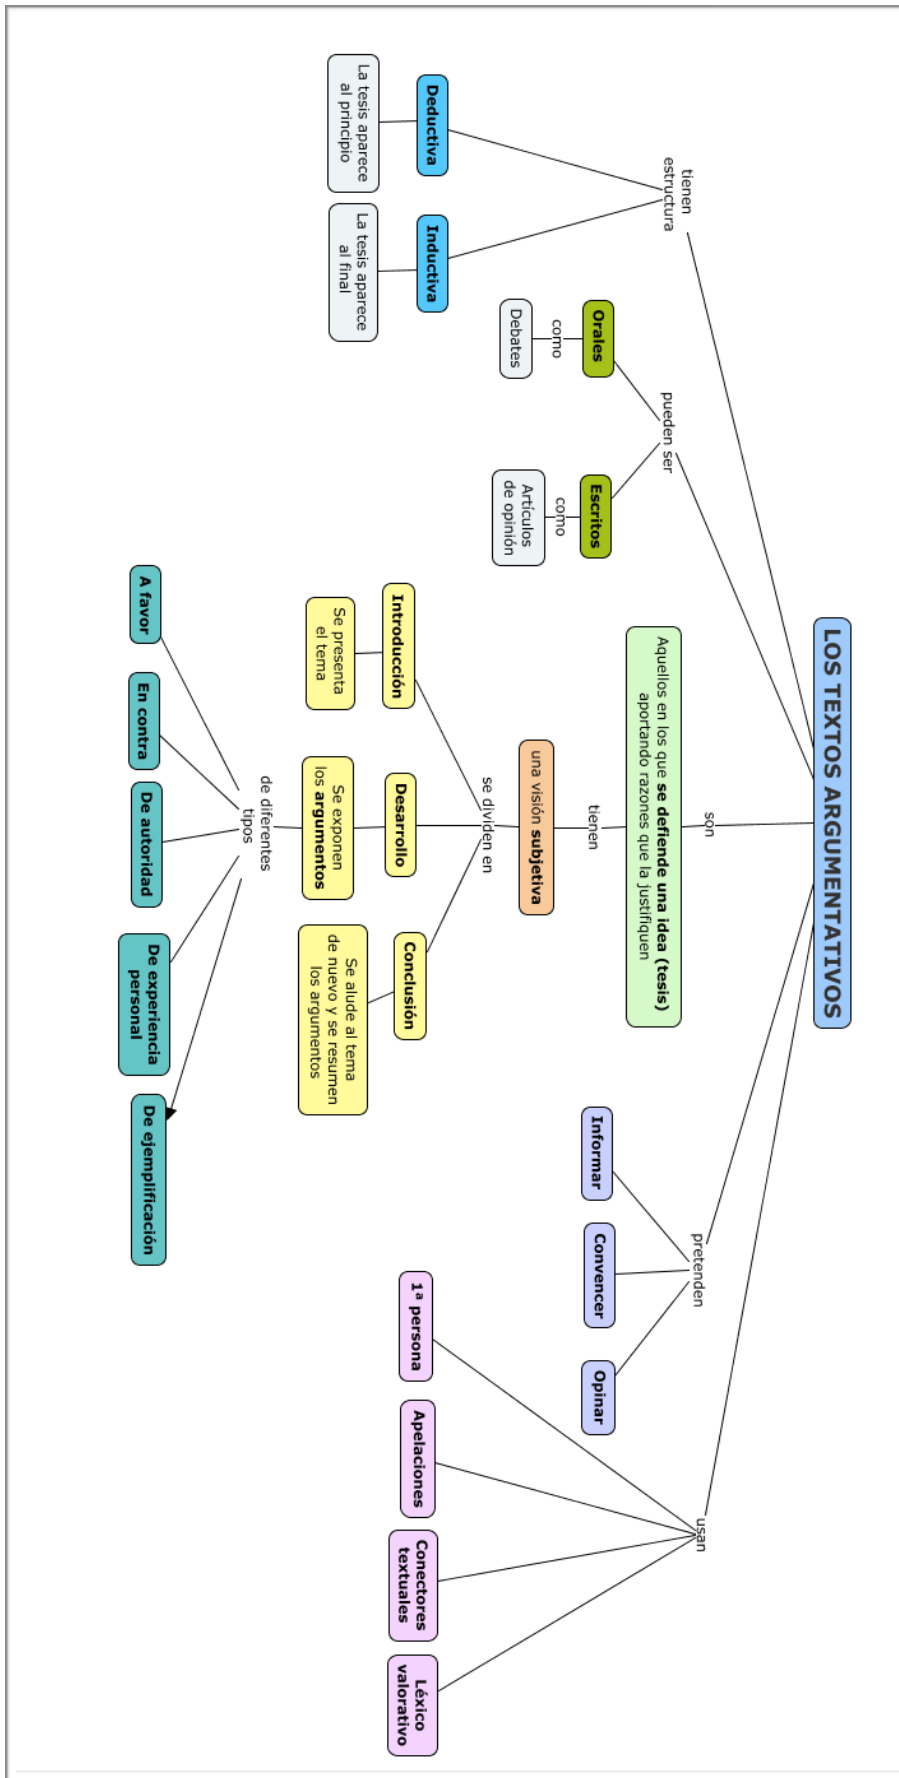 LOS TEXTOS ARGUMENTATIVOS
tienen
estructura
Deductiva
La tesis aparece
al principio
Inductiva
La tesis aparece
al final
pueden ser
Orales
como
Debates
Escritos
como
Artículos
de opinión
son
Aquellos en los que se defiende una idea (tesis)
aportando razones que la justifiquen
tienen
una visión subjetiva
se dividen en
Introducción
Se presenta
el tema
Desarrollo
Se exponen
los argumentos
de diferentes
tipos
A favor
En contra
De autoridad
De experiencia
personal
De ejemplificación
Conclusión
Se alude al tema
de nuevo y se resumen
los argumentos
pretenden
Informar
Convencer
Opinar
usan
1ª persona
Apelaciones
Conectores
textuales
Léxico
valorativo